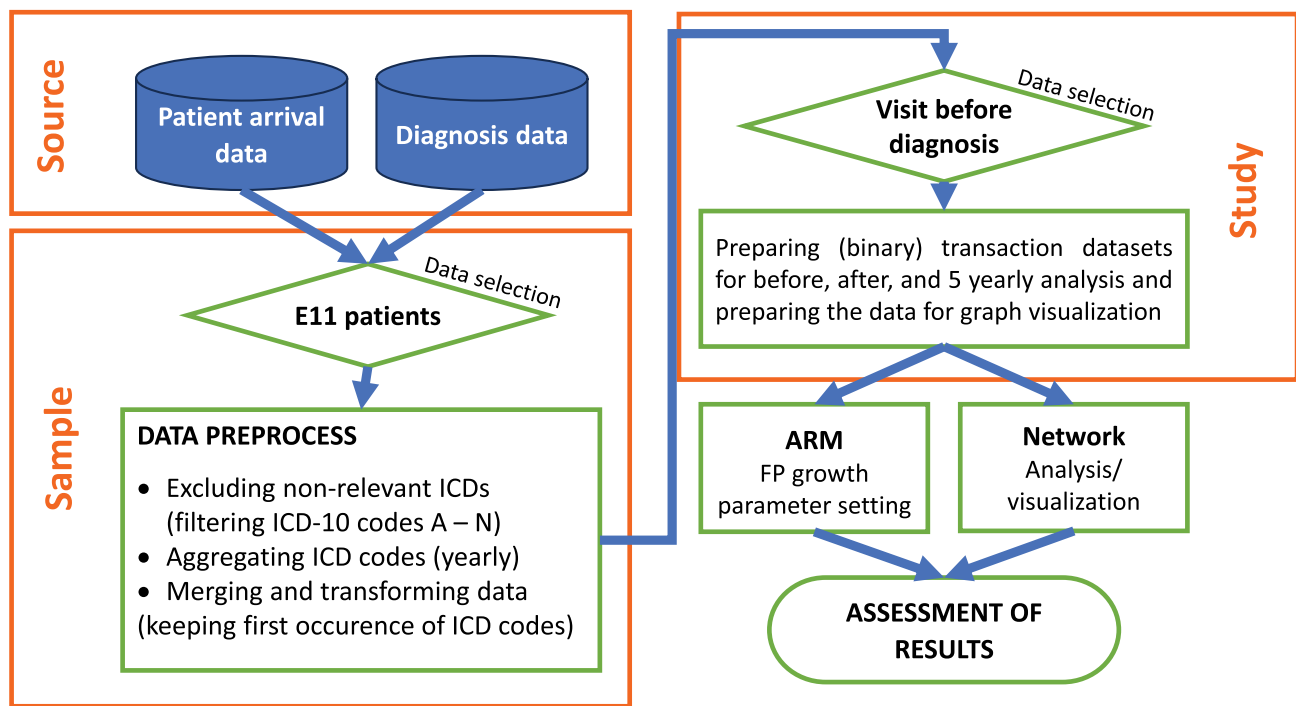 Source
Patient arrival
data
Diagnosis data
Sample
Data selection
E11 patients
DATA PREPROCESS
• Excluding non-relevant ICDs
(filtering ICD-10 codes A – N)
• Aggregating ICD codes (yearly)
• Merging and transforming data
(keeping first occurence of ICD codes)
Study
Data selection
Visit before
diagnosis
Preparing (binary) transaction datasets
for before, after, and 5 yearly analysis and
preparing the data for graph visualization
ARM
FP growth
parameter setting
Network
Analysis/
visualization
ASSESSMENT OF
RESULTS